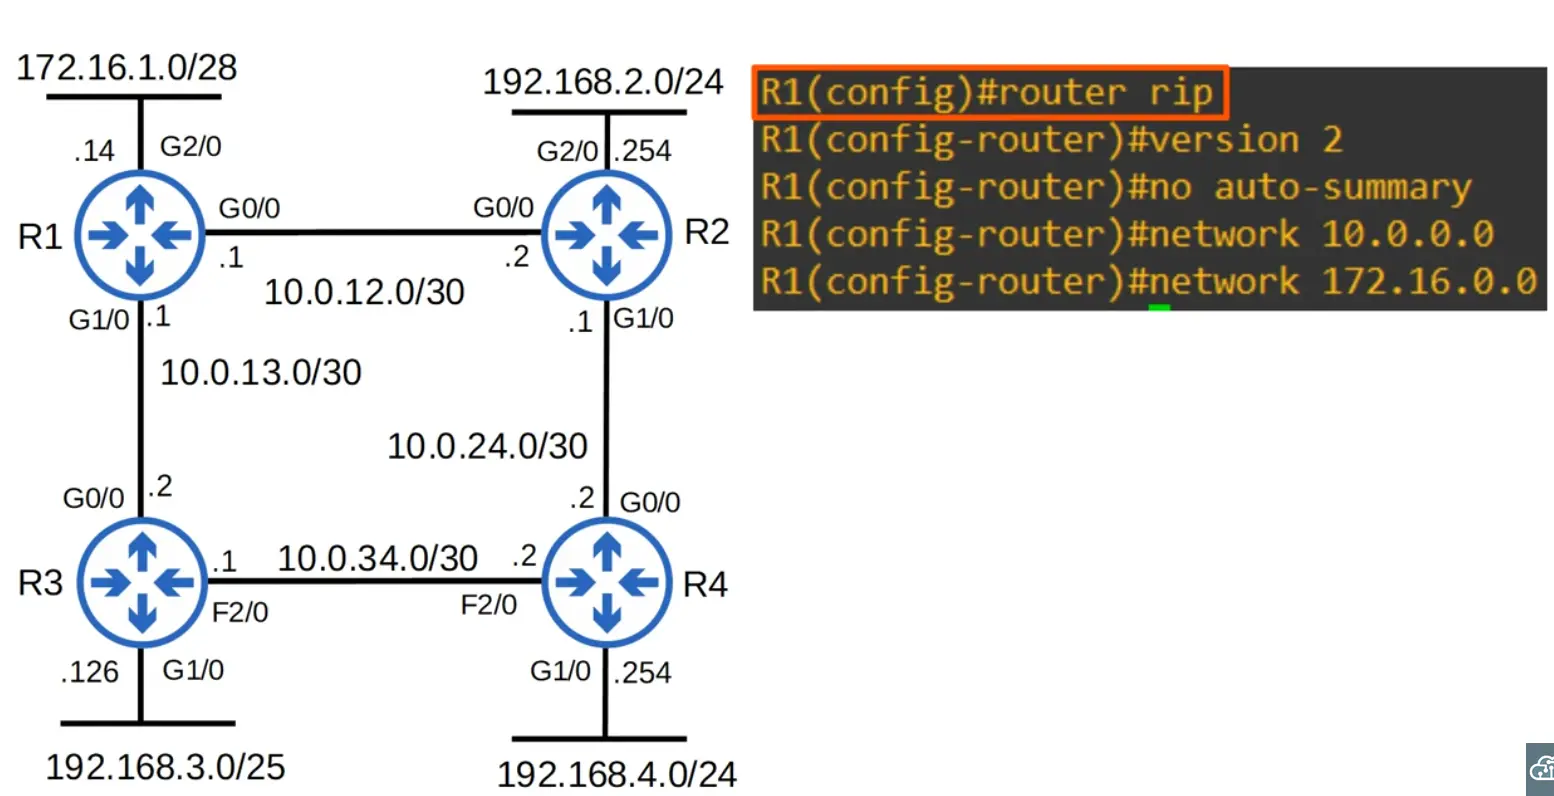 172.16.1.0/28
192.168.2.0/24
.14
G2/0
G2/0
.254
R1
G0/0
G0/0
R2
.1
.2
10.0.12.0/30
G1/0
.1
.1
G1/0
10.0.13.0/30
10.0.24.0/30
G0/0
.2
.2
G0/0
R3
.1
10.0.34.0/30
.2
R4
F2/0
F2/0
.126
G1/0
G1/0
.254
192.168.3.0/25
192.168.4.0/24
R1(config)#router rip
R1(config-router)#version 2
R1(config-router)#no auto-summary
R1(config-router)#network 10.0.0.0
R1(config-router)#network 172.16.0.0